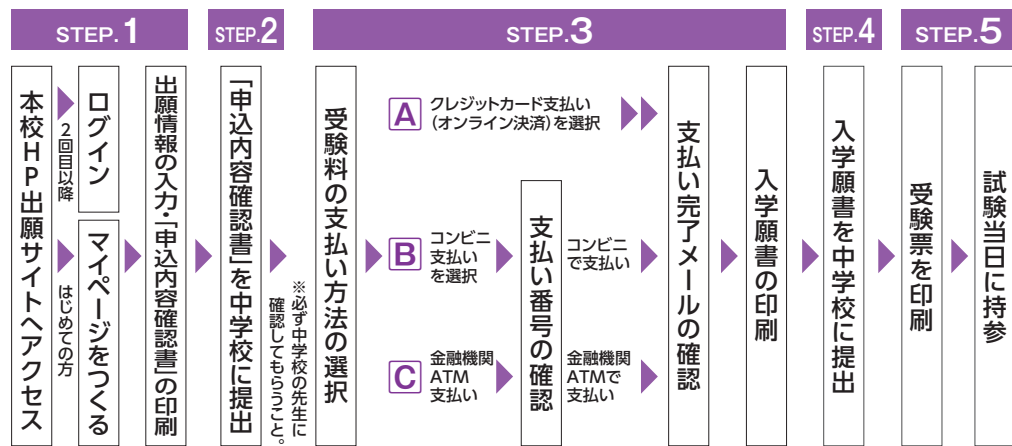 STEP.1
本校HP出願サイトへアクセス
2回目以降
ログイン
はじめての方
マイページをつくる
出願情報の入力・「申込内容確認書」の印刷
STEP.2
「申込内容確認書」を中学校に提出
※必ず中学校の先生に
確認してもらうこと。
STEP.3
受験料の支払い方法の選択
A
クレジットカード支払い
(オンライン決済)を選択
B
コンビニ
支払い
を選択
C
金融機関
ATM
支払い
支払い番号の確認
コンビニ
で支払い
金融機関
ATMで
支払い
支払い完了メールの確認
入学願書の印刷
STEP.4
入学願書を中学校に提出
STEP.5
受験票を印刷
試験当日に持参